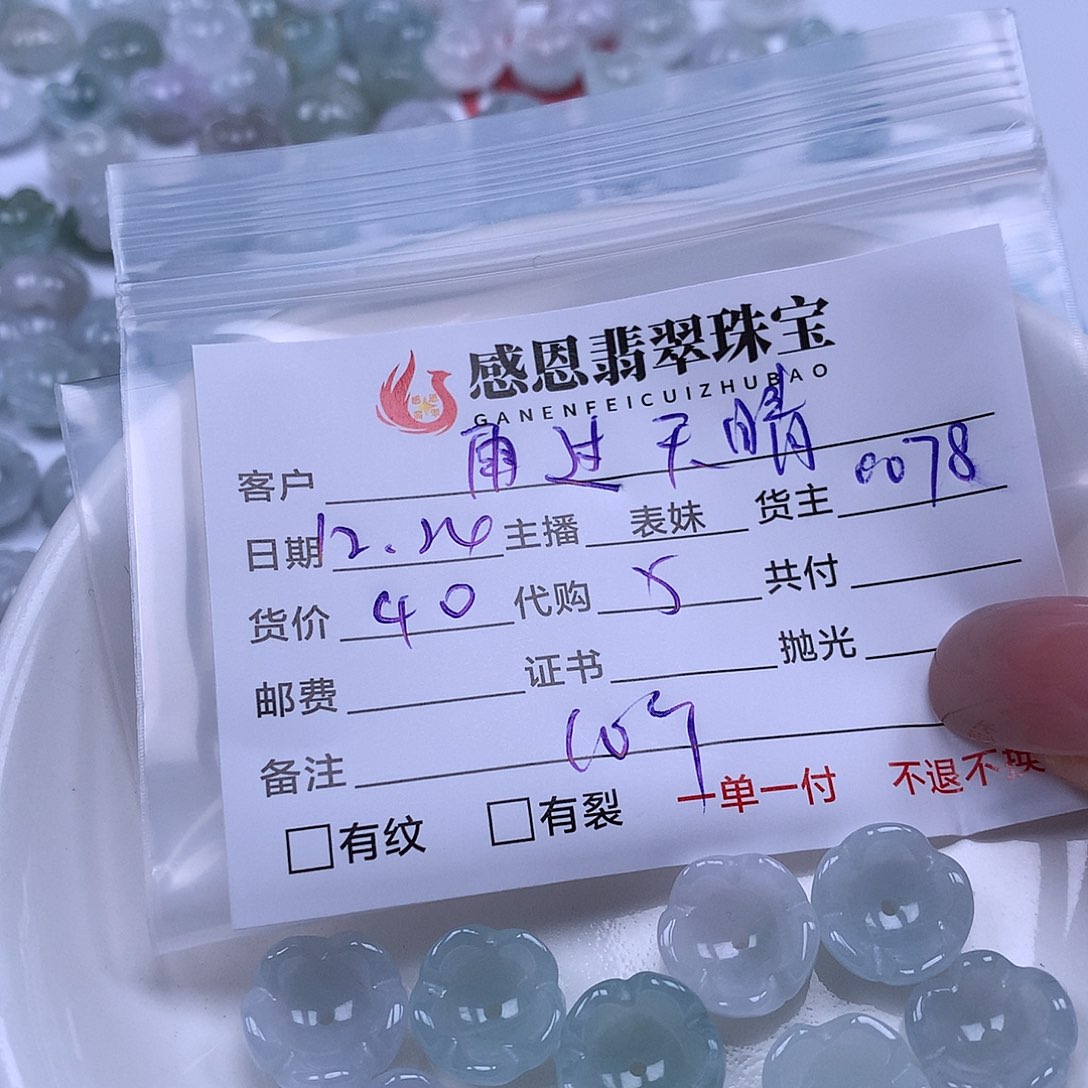 感恩翡翠珠宝
GANENFEICUIZHUBAO
客户 雨过天晴
日期 12.26 主播 表妹 货主 0078
货价 40 代购 5 共付
邮费 证书 抛光
备注
□有纹 □有裂 一单一付 不退不换